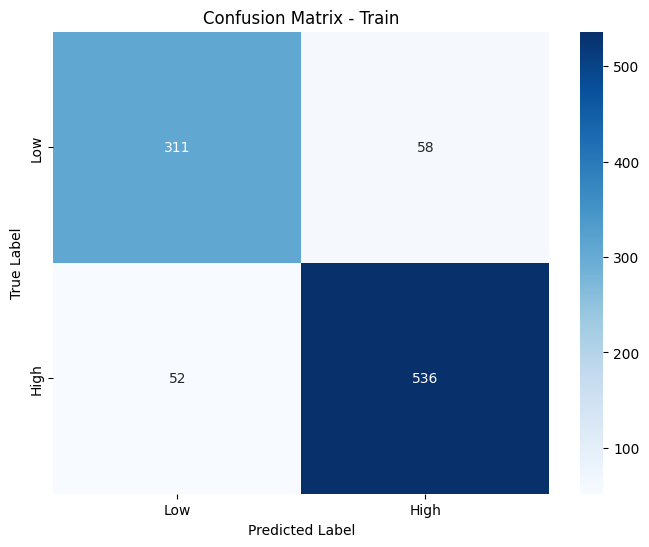 Confusion Matrix - Train
True Label
Low
311
58
High
52
536
Low
High
Predicted Label
500
400
300
200
100